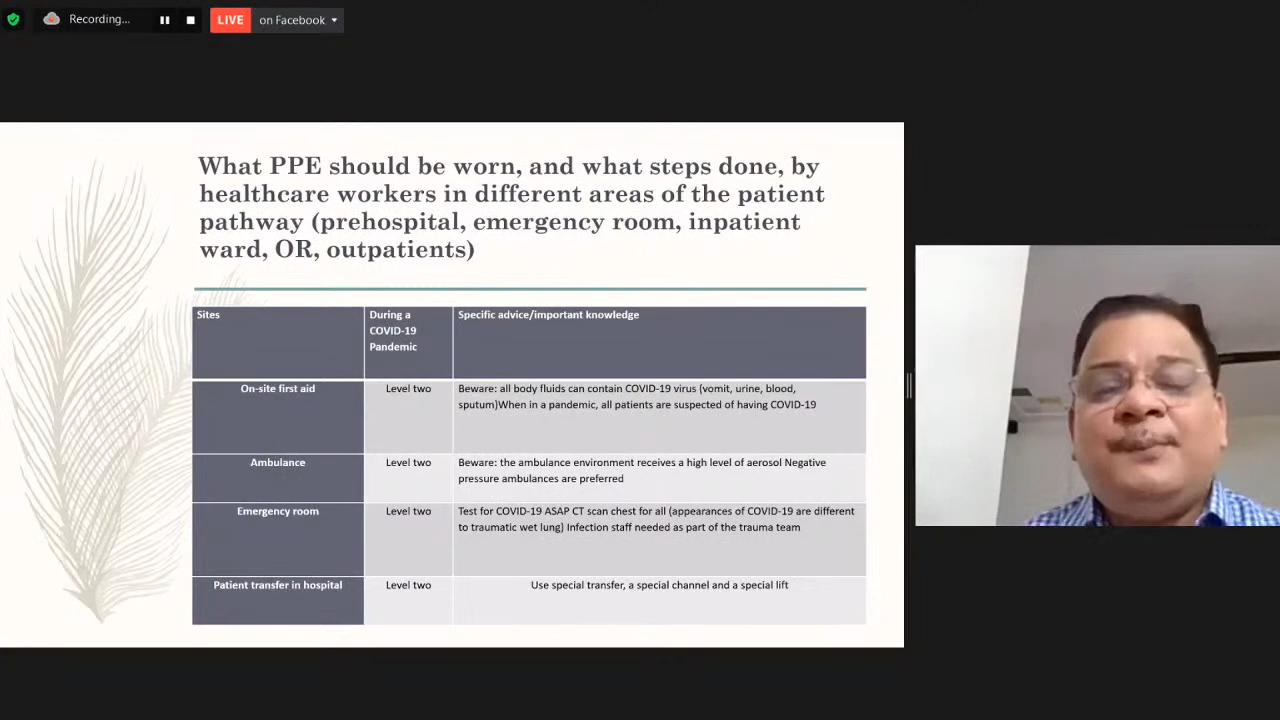 Recording...
LIVE on Facebook
What PPE should be worn, and what steps done, by
healthcare workers in different areas of the patient
pathway (prehospital, emergency room, inpatient
ward, OR, outpatients)
Sites
During a
COVID-19
Pandemic
Specific advice/important knowledge
On-site first aid
Level two
Beware: all body fluids can contain COVID-19 virus (vomit, urine, blood,
sputum)When in a pandemic, all patients are suspected of having COVID-19
Ambulance
Level two
Beware: the ambulance environment receives a high level of aerosol Negative
pressure ambulances are preferred
Emergency room
Level two
Test for COVID-19 ASAP CT scan chest for all (appearances of COVID-19 are different
to traumatic wet lung) Infection staff needed as part of the trauma team
Patient transfer in hospital
Level two
Use special transfer, a special channel and a special lift